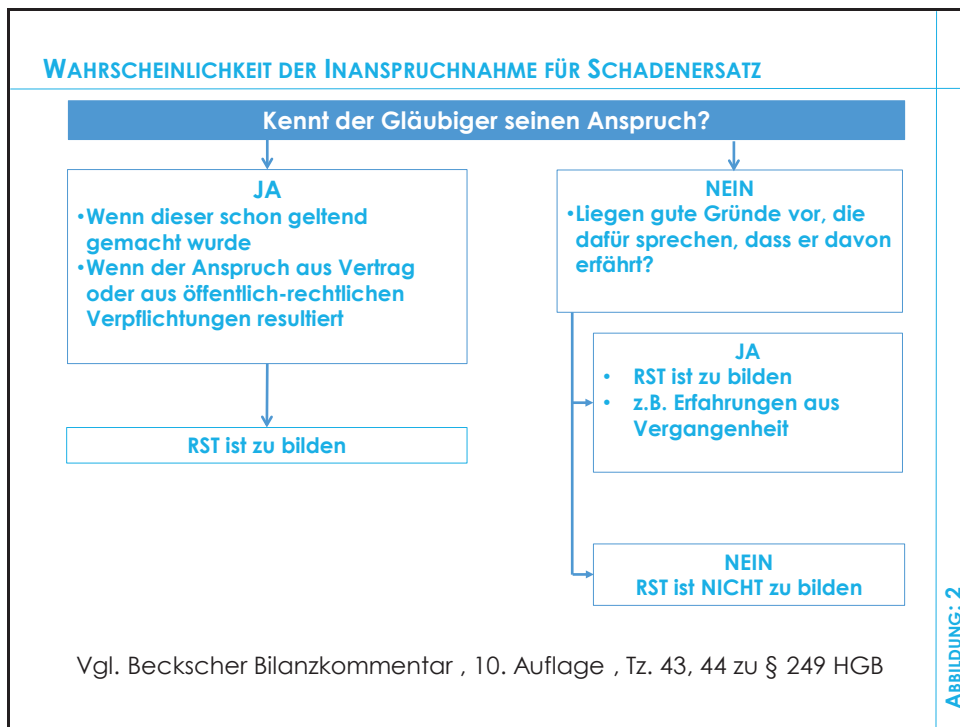 WAHRSCHEINLICHKEIT DER INANSPRUCHNAHME FÜR SCHADENERSATZ
Kennt der Gläubiger seinen Anspruch?
JA
•Wenn dieser schon geltend
gemacht wurde
•Wenn der Anspruch aus Vertrag
oder aus öffentlich-rechtlichen
Verpflichtungen resultiert
RST ist zu bilden
NEIN
•Liegen gute Gründe vor, die
dafür sprechen, dass er davon
erfährt?
JA
• RST ist zu bilden
• z.B. Erfahrungen aus
Vergangenheit
NEIN
RST ist NICHT zu bilden
Vgl. Beckscher Bilanzkommentar , 10. Auflage , Tz. 43, 44 zu § 249 HGB
ABBILDUNG: 2